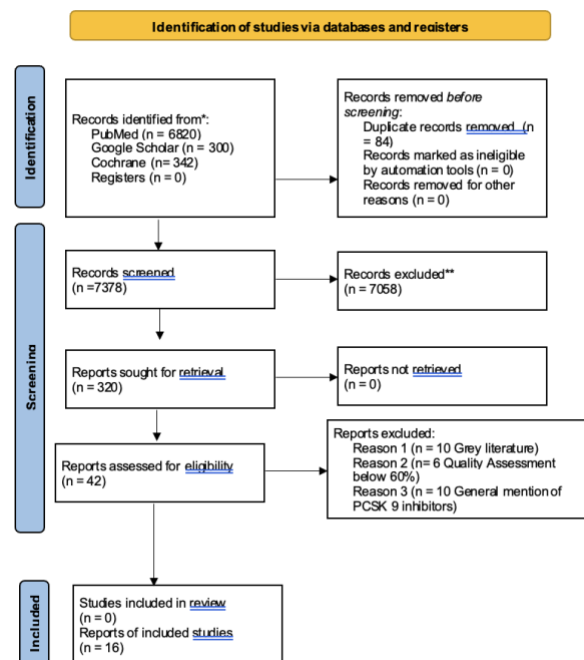 Identification of studies via databases and registers
Identification
Records identified from*:
PubMed (n = 6820)
Google Scholar (n = 300)
Cochrane (n= 342)
Registers (n = 0)
Records removed before
screening:
Duplicate records removed (n
= 84)
Records marked as ineligible
by automation tools (n = 0)
Records removed for other
reasons (n = 0)
Screening
Records screened
(n =7378)
Records excluded**
(n = 7058)
Reports sought for retrieval
(n = 320)
Reports not retrieved
(n = 0)
Reports assessed for eligibility
(n = 42)
Reports excluded:
Reason 1 (n = 10 Grey literature)
Reason 2 (n= 6 Quality Assessment
below 60%)
Reason 3 (n = 10 General mention of
PCSK 9 inhibitors)
Included
Studies included in review
(n = 0)
Reports of included studies
(n = 16)